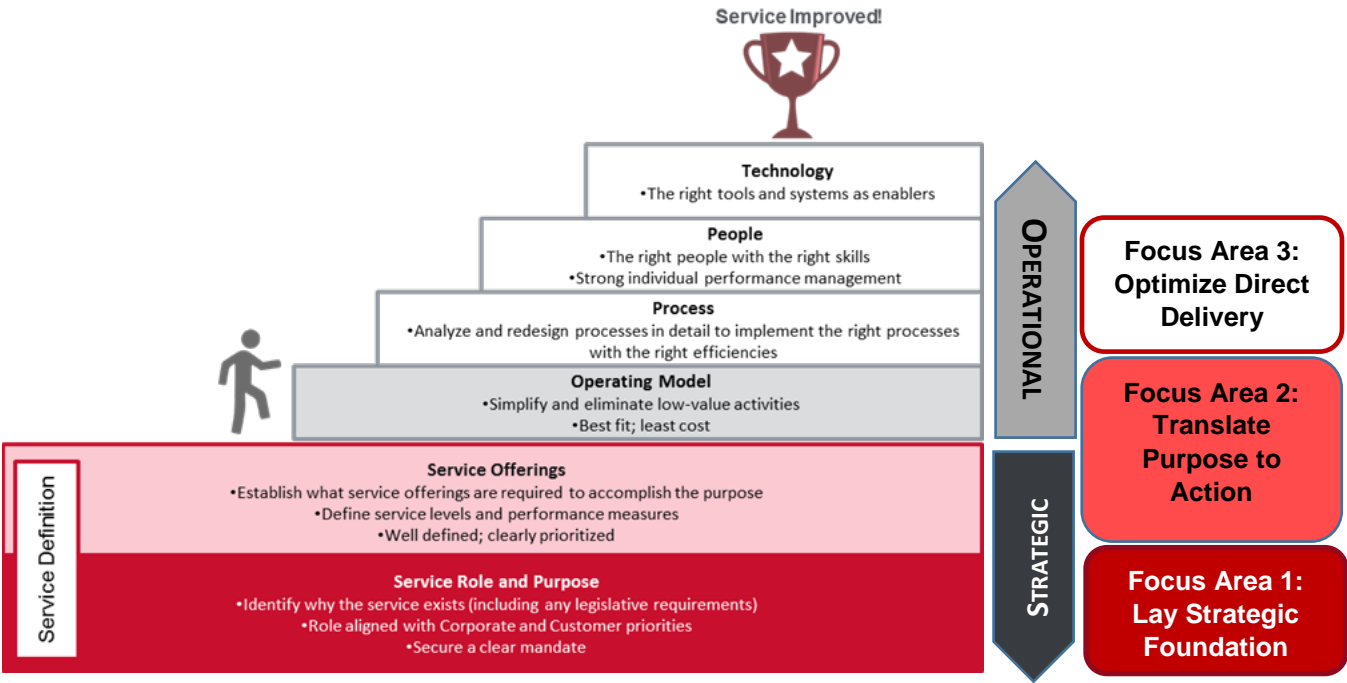 Service Improved!
Technology
•The right tools and systems as enablers
People
•The right people with the right skills
•Strong individual performance management
Process
•Analyze and redesign processes in detail to implement the right processes
with the right efficiencies
Operating Model
•Simplify and eliminate low-value activities
•Best fit; least cost
Service Definition
Service Offerings
•Establish what service offerings are required to accomplish the purpose
•Define service levels and performance measures
•Well defined; clearly prioritized
Service Role and Purpose
•Identify why the service exists (including any legislative requirements)
•Role aligned with Corporate and Customer priorities
•Secure a clear mandate
OPERATIONAL
STRATEGIC
Focus Area 3:
Optimize Direct
Delivery
Focus Area 2:
Translate
Purpose to
Action
Focus Area 1:
Lay Strategic
Foundation